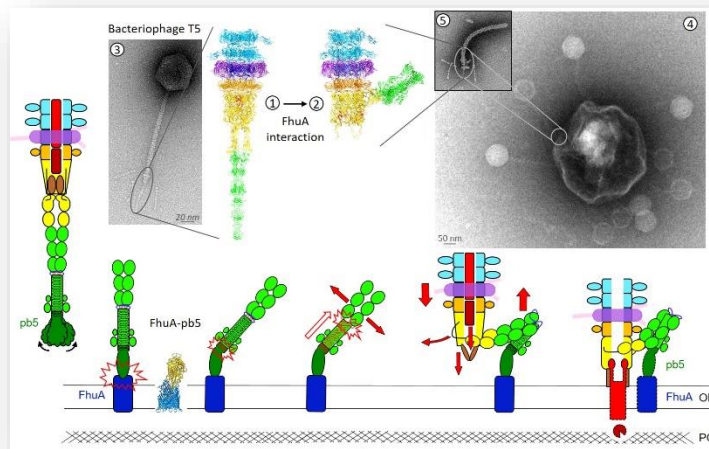 Bacteriophage T5
3
20 nm
1
2
FhuA
interaction
5
4
50 nm
pb5
FhuA
FhuA-pb5
pb5
FhuA